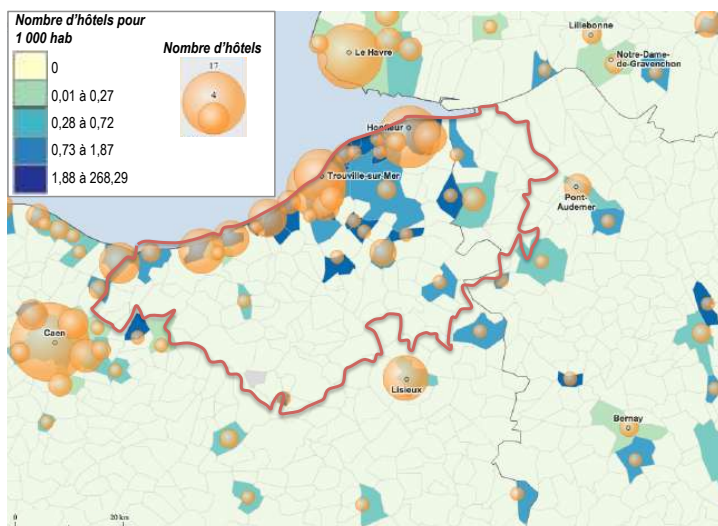 Nombre d'hôtels pour
1 000 hab
0
0,01 à 0,27
0,28 à 0,72
0,73 à 1,87
1,88 à 268,29
Nombre d'hôtels
17
4
Lillebonne
Le Havre
Notre-Dame-
de-Gravenchon
Honfleur
Trouville-sur-Mer
Pont-
Audemer
Caen
Lisieux
Bernay
0
20 km